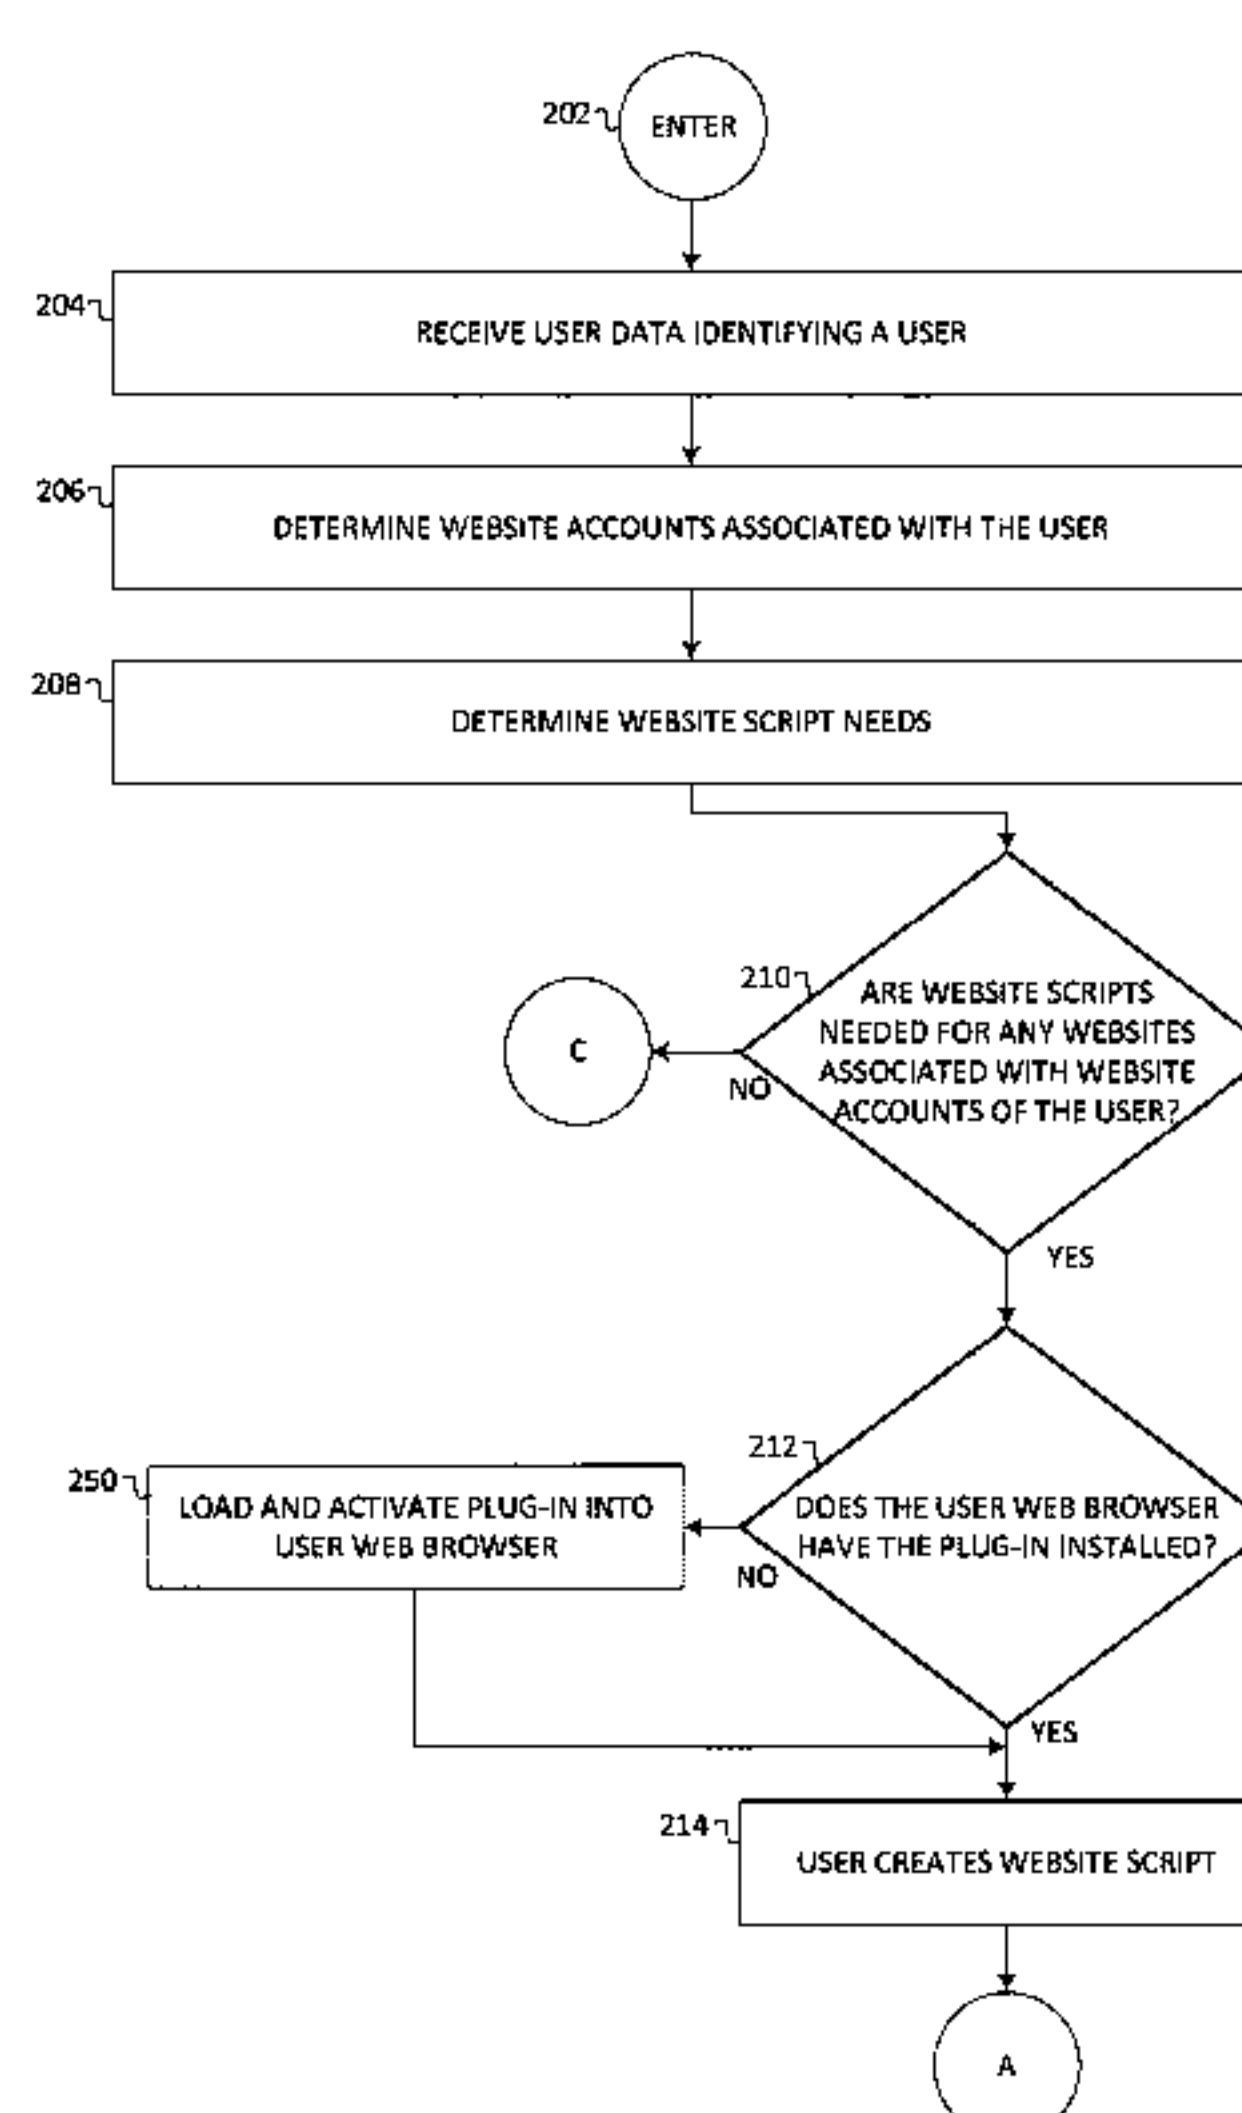 202
ENTER
204
RECEIVE USER DATA IDENTIFYING A USER
206
DETERMINE WEBSITE ACCOUNTS ASSOCIATED WITH THE USER
208
DETERMINE WEBSITE SCRIPT NEEDS
210
ARE WEBSITE SCRIPTS
NEEDED FOR ANY WEBSITES
ASSOCIATED WITH WEBSITE
ACCOUNTS OF THE USER?
C
NO
YES
212
DOES THE USER WEB BROWSER
HAVE THE PLUG-IN INSTALLED?
250
LOAD AND ACTIVATE PLUG-IN INTO
USER WEB BROWSER
NO
YES
214
USER CREATES WEBSITE SCRIPT
A